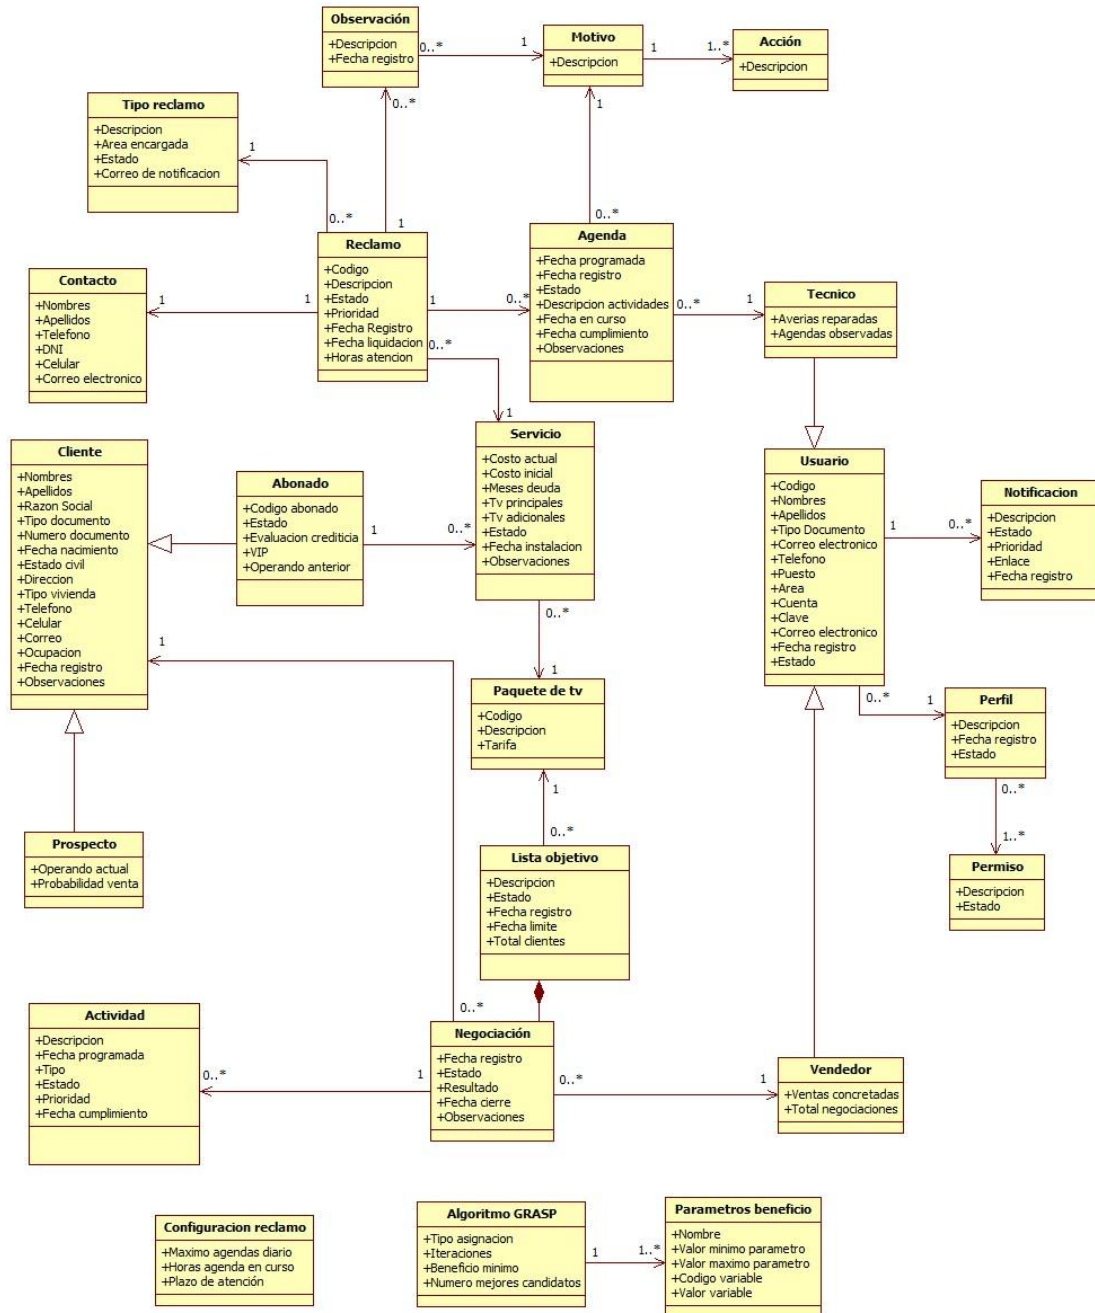 Observación
+Descripcion
+Fecha registro
0..*
1
Motivo
+Descripcion
1
1..*
Acción
+Descripcion
Tipo reclamo
+Descripcion
+Area encargada
+Estado
+Correo de notificacion
1
0..*
0..*
1
1
0..*
Reclamo
+Codigo
+Descripcion
+Estado
+Prioridad
+Fecha Registro
+Fecha liquidacion
+Horas atencion
Contacto
+Nombres
+Apellidos
+Telefono
+DNI
+Celular
+Correo electronico
1
1
1
0..*
0..*
1
Agenda
+Fecha programada
+Fecha registro
+Estado
+Descripcion actividades
+Fecha en curso
+Fecha cumplimiento
+Observaciones
0..*
1
Tecnico
+Averias reparadas
+Agendas observadas
Cliente
+Nombres
+Apellidos
+Razon Social
+Tipo documento
+Numero documento
+Fecha nacimiento
+Estado civil
+Direccion
+Tipo vivienda
+Telefono
+Celular
+Correo
+Ocupacion
+Fecha registro
+Observaciones
Abonado
+Codigo abonado
+Estado
+Evaluacion crediticia
+VIP
+Operando anterior
1
0..*
Servicio
+Costo actual
+Costo inicial
+Meses deuda
+Tv principales
+Tv adicionales
+Estado
+Fecha instalacion
+Observaciones
0..*
1
Usuario
+Codigo
+Nombres
+Apellidos
+Tipo Documento
+Correo electronico
+Telefono
+Puesto
+Area
+Cuenta
+Clave
+Correo electronico
+Fecha registro
+Estado
1
0..*
Notificacion
+Descripcion
+Estado
+Prioridad
+Enlace
+Fecha registro
1
Paquete de tv
+Codigo
+Descripcion
+Tarifa
1
0..*
0..*
1
Perfil
+Descripcion
+Fecha registro
+Estado
0..*
1..*
Permiso
+Descripcion
+Estado
Prospecto
+Operando actual
+Probabilidad venta
Lista objetivo
+Descripcion
+Estado
+Fecha registro
+Fecha limite
+Total clientes
0..*
Actividad
+Descripcion
+Fecha programada
+Tipo
+Estado
+Prioridad
+Fecha cumplimiento
0..*
1
Negociación
+Fecha registro
+Estado
+Resultado
+Fecha cierre
+Observaciones
0..*
1
Vendedor
+Ventas concretadas
+Total negociaciones
Configuracion reclamo
+Maximo agendas diario
+Horas agenda en curso
+Plazo de atención
Algoritmo GRASP
+Tipo asignacion
+Iteraciones
+Beneficio minimo
+Numero mejores candidatos
1
1..*
Parametros beneficio
+Nombre
+Valor minimo parametro
+Valor maximo parametro
+Codigo variable
+Valor variable